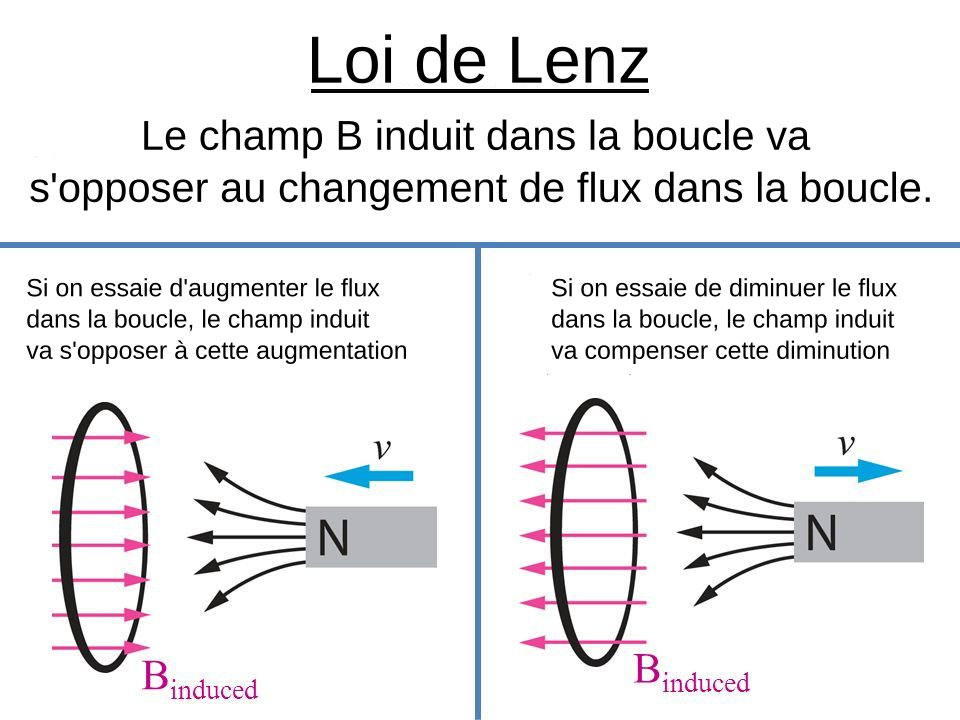 Loi de Lenz
Le champ B induit dans la boucle va
s'opposer au changement de flux dans la boucle.
Si on essaie d'augmenter le flux
dans la boucle, le champ induit
va s'opposer à cette augmentation
v
N
B induced
Si on essaie de diminuer le flux
dans la boucle, le champ induit
va compenser cette diminution
v
N
B induced